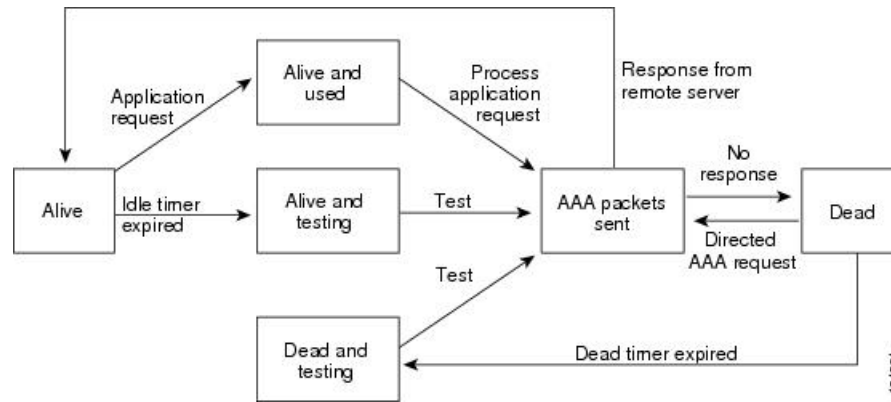 Alive and
used
Process
application
request
Response from
remote server
Application
request
Alive
Idle timer
expired
Alive and
testing
Test
AAA packets
sent
No
response
Dead
Directed
AAA request
Test
Dead and
testing
Dead timer expired